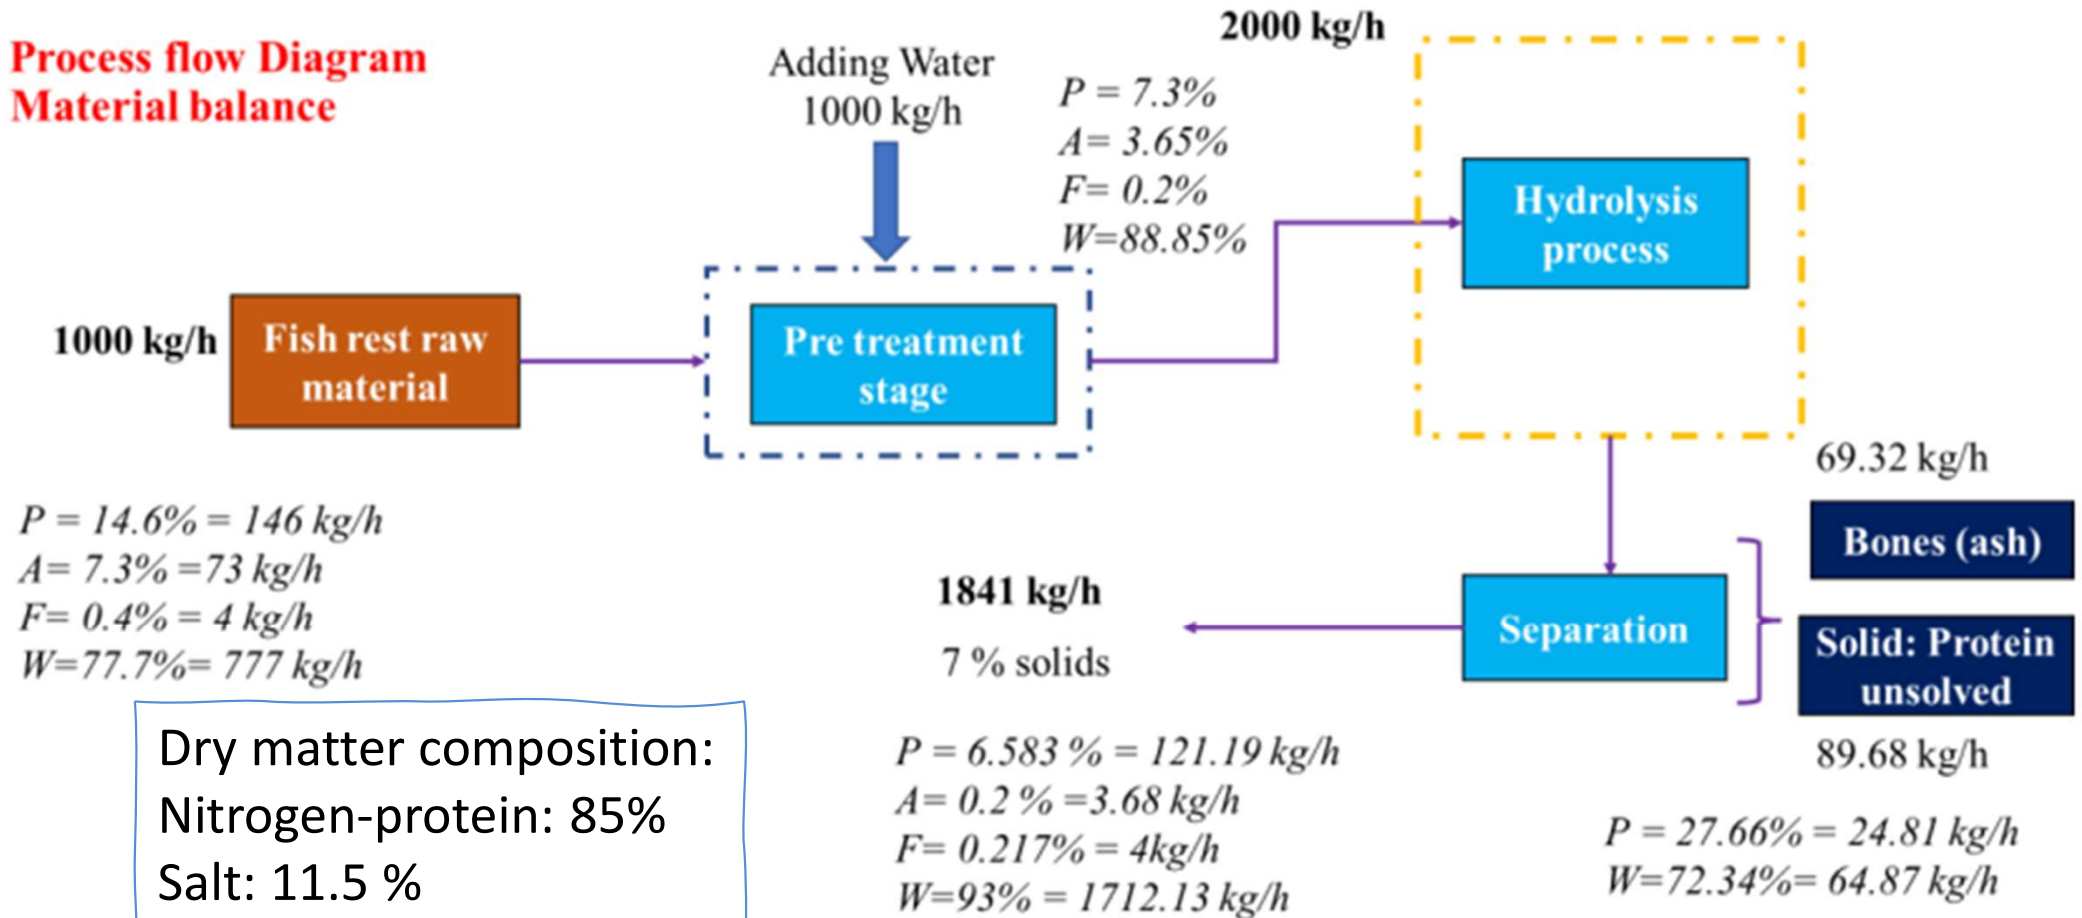 Process flow Diagram
Material balance
Adding Water
1000 kg/h
2000 kg/h
P = 7.3%
A= 3.65%
F= 0.2%
W=88.85%
Hydrolysis
process
1000 kg/h
Fish rest raw
material
Pre treatment
stage
P = 14.6% = 146 kg/h
A= 7.3% =73 kg/h
F= 0.4% = 4 kg/h
W=77.7%= 777 kg/h
69.32 kg/h
Bones (ash)
1841 kg/h
7 % solids
Separation
Solid: Protein
unsolved
89.68 kg/h
Dry matter composition:
Nitrogen-protein: 85%
Salt: 11.5 %
P = 6.583 % = 121.19 kg/h
A= 0.2 % =3.68 kg/h
F= 0.217% = 4kg/h
W=93% = 1712.13 kg/h
P = 27.66% = 24.81 kg/h
W=72.34%= 64.87 kg/h